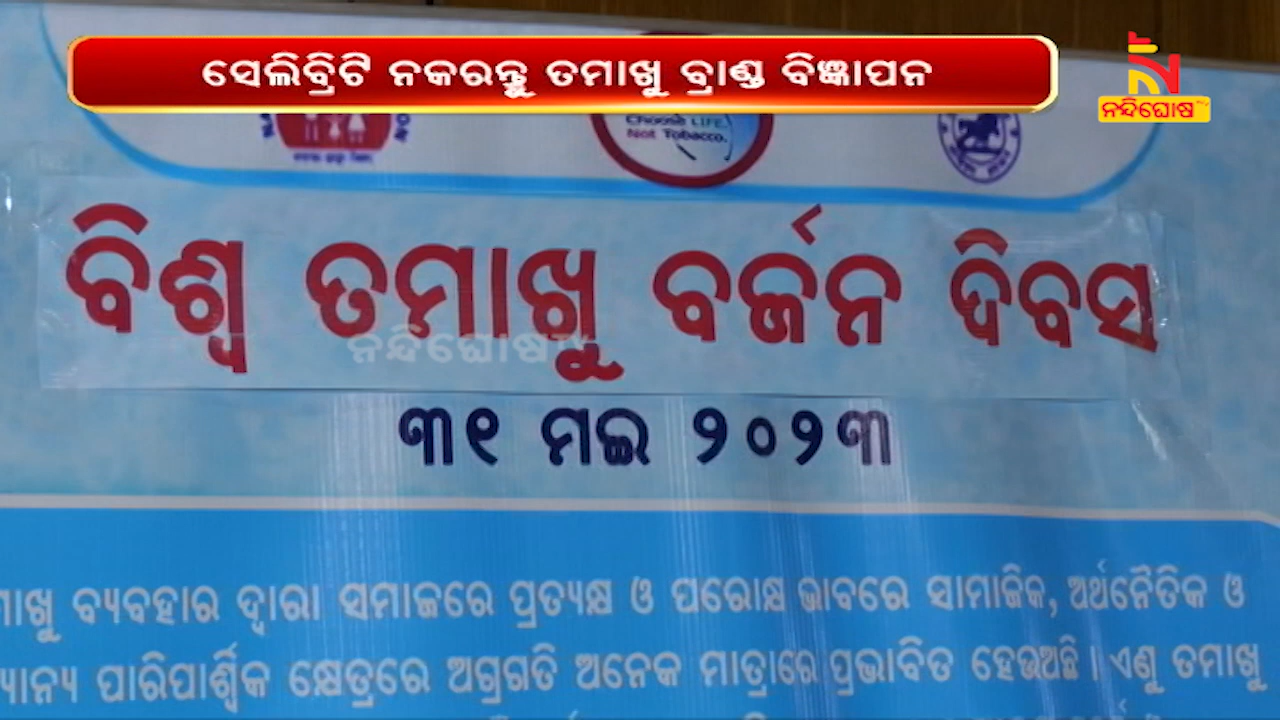 ସେଲିବ୍ରିଟି ନକରନ୍ତୁ ତମାଖୁ ବ୍ରାଣ୍ଡ ବିଜ୍ଞାପନ
ନନ୍ଦିଘୋଷ
Choose LIFE,
Not Tobacco.
ବିଶ୍ୱ ତମାଖୁ ବର୍ଜନ ଦିବସ
ନନ୍ଦିଘୋଷ
୩୧ ମଇ ୨୦୨୩
ବ୍ୟବହାର ଦ୍ୱାରା ସମାଜରେ ପ୍ରତ୍ୟକ୍ଷ ଓ ପରୋକ୍ଷ ଭାବରେ ସାମାଜିକ, ଅର୍ଥନୈତିକ ଓ
ପାରିପାର୍ଶ୍ୱିକ କ୍ଷେତ୍ରରେ ଅଗ୍ରଗତି ଅନେକ ମାତ୍ରାରେ ପ୍ରଭାବିତ ହେଉଅଛି । ଏଣୁ ତମାଖୁ